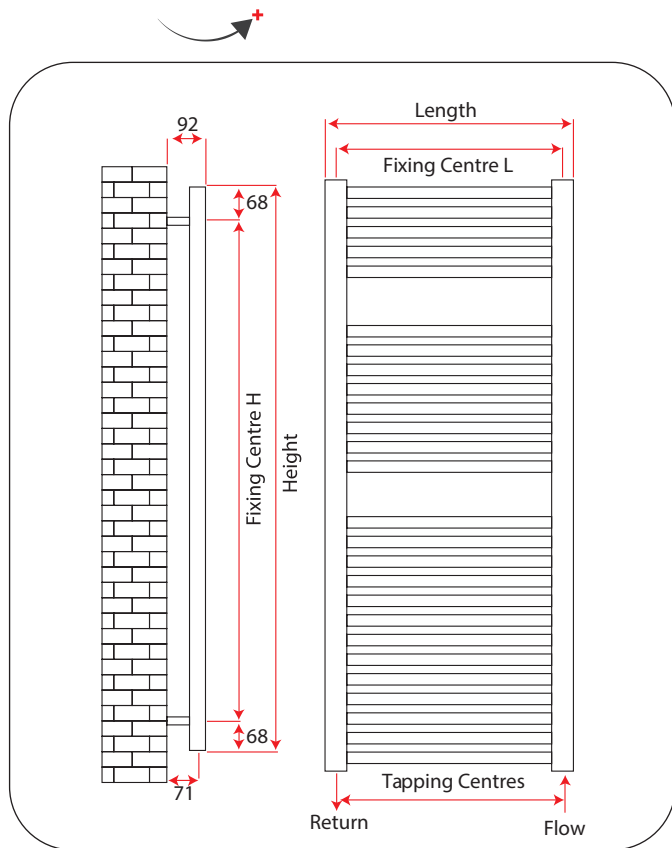 Length
92
Fixing Centre L
68
Fixing Centre H
Height
68
71
Tapping Centres
Return
Flow